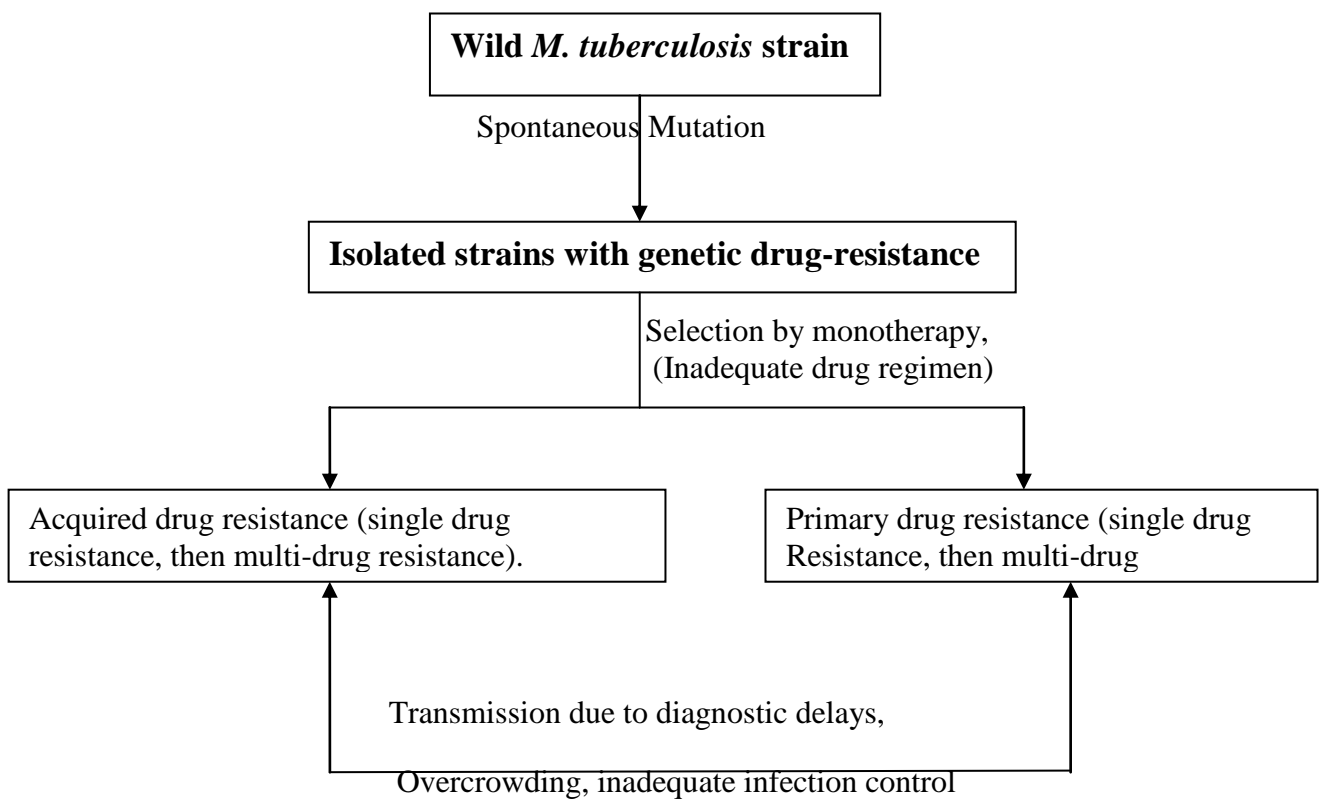 Wild M. tuberculosis strain
Spontaneous Mutation
Isolated strains with genetic drug-resistance
Selection by monotherapy,
(Inadequate drug regimen)
Acquired drug resistance (single drug
resistance, then multi-drug resistance).
Primary drug resistance (single drug
Resistance, then multi-drug
Transmission due to diagnostic delays,
Overcrowding, inadequate infection control